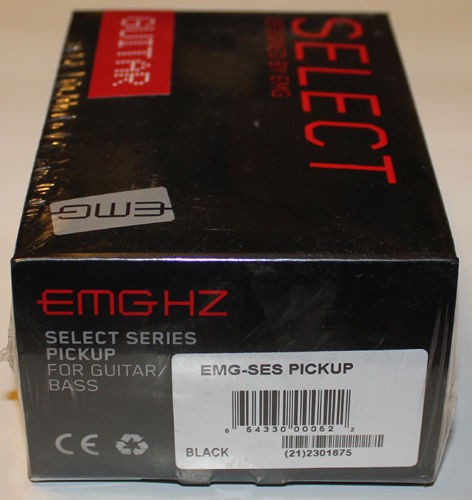 SELECT
DESIGNED BY EMG
GUITAR
EMG
EMG HZ
SELECT SERIES
PICKUP
FOR GUITAR/
BASS
EMG-SES PICKUP
6 54330 00052 2
BLACK
(21)2301675
CE